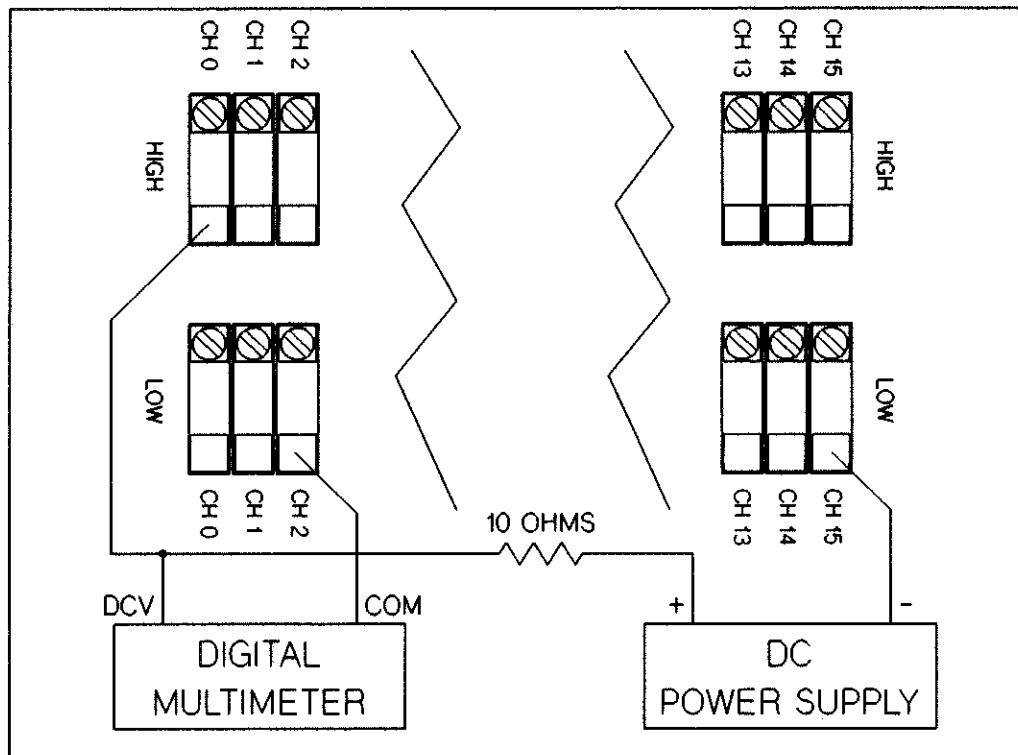 CH 0
CH 1
CH 2
CH 13
CH 14
CH 15
HIGH
HIGH
LOW
LOW
CH 0
CH 1
CH 2
CH 13
CH 14
CH 15
10 OHMS
DCV
COM
+
-
DIGITAL
MULTIMETER
DC
POWER SUPPLY